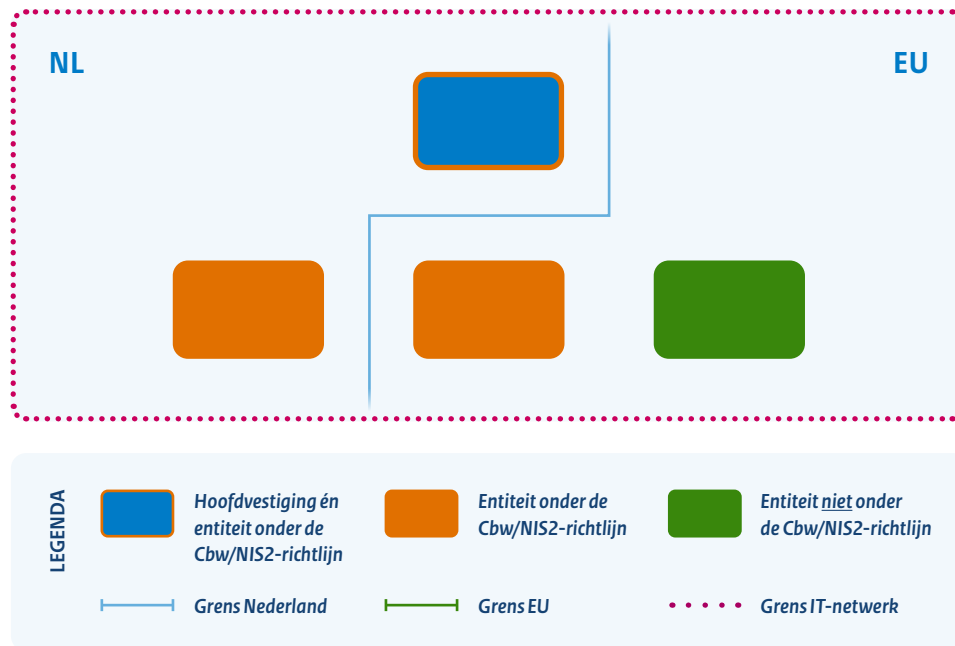 NL
EU
LEGENDA
Hoofdvestiging én
entiteit onder de
Cbw/NIS2-richtlijn
Entiteit onder de
Cbw/NIS2-richtlijn
Entiteit niet onder
de Cbw/NIS2-richtlijn
Grens Nederland
Grens EU
Grens IT-netwerk